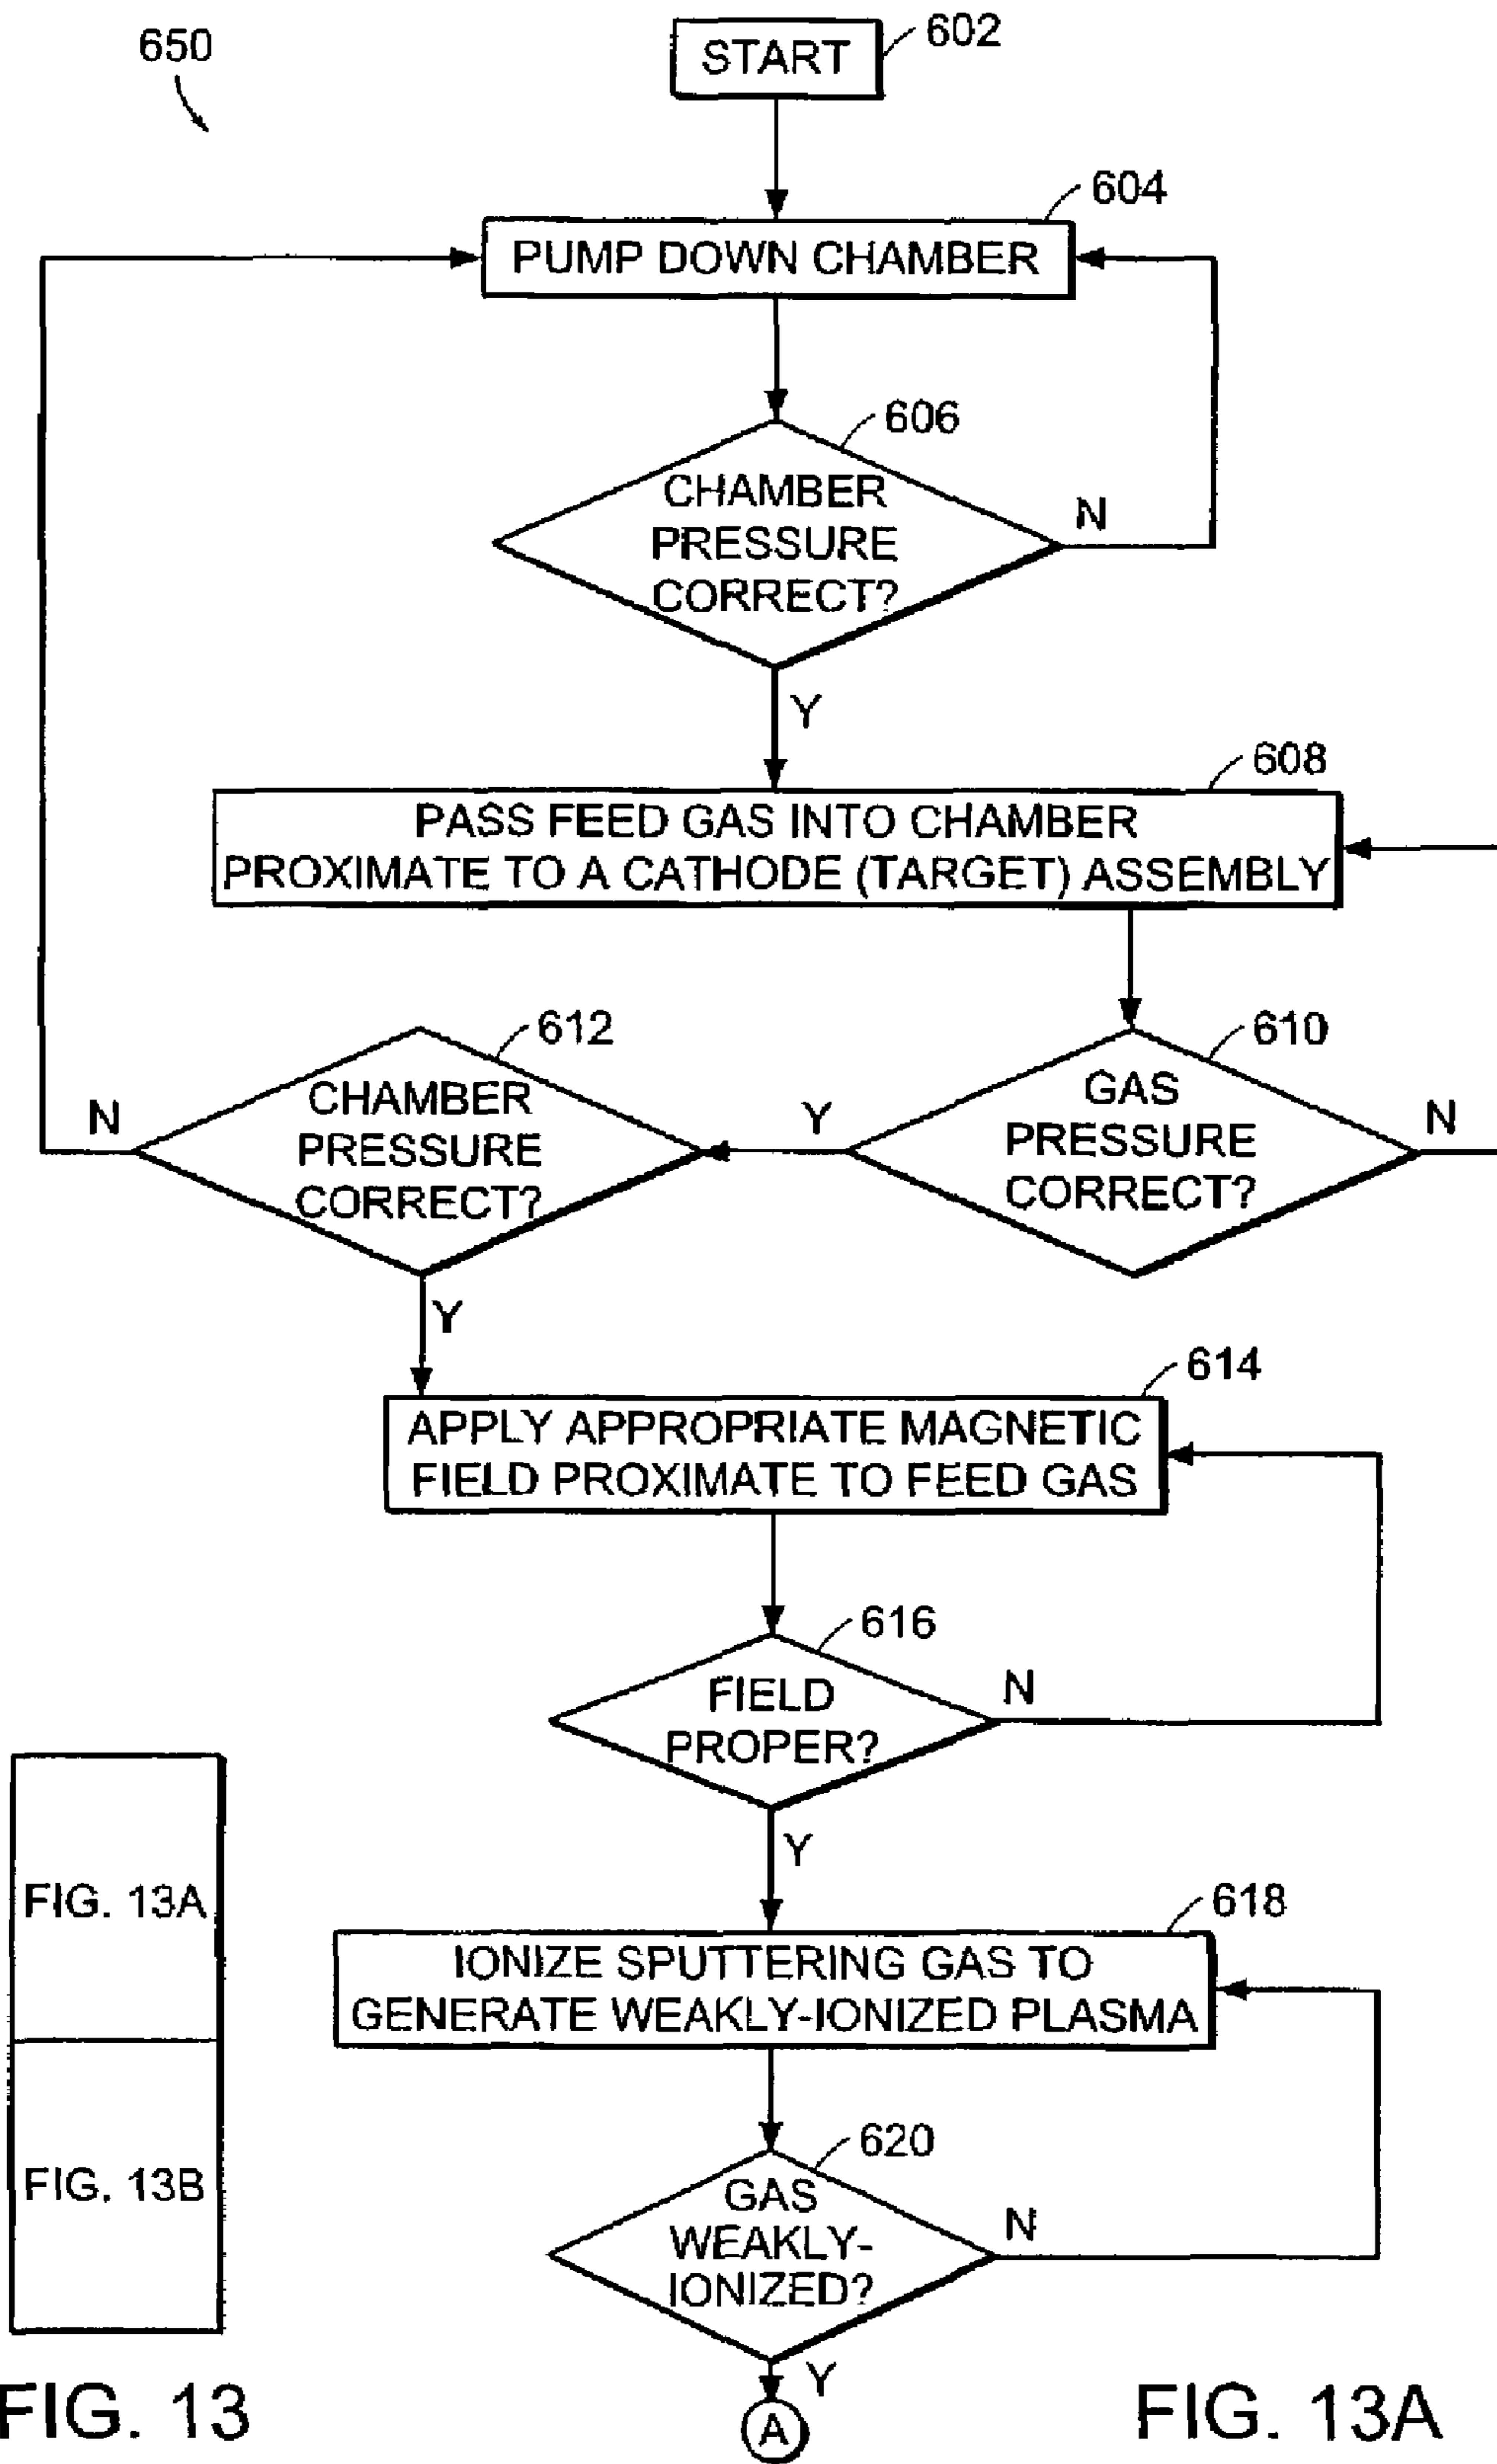 650
START
602
604
PUMP DOWN CHAMBER
606
CHAMBER
PRESSURE
CORRECT?
N
Y
608
PASS FEED GAS INTO CHAMBER
PROXIMATE TO A CATHODE (TARGET) ASSEMBLY
612
610
CHAMBER
PRESSURE
CORRECT?
N
Y
GAS
PRESSURE
CORRECT?
N
Y
614
APPLY APPROPRIATE MAGNETIC
FIELD PROXIMATE TO FEED GAS
616
FIELD
PROPER?
N
Y
618
IONIZE SPUTTERING GAS TO
GENERATE WEAKLY-IONIZED PLASMA
620
GAS
WEAKLY-
IONIZED?
N
Y
A
FIG. 13A
FIG. 13B
FIG. 13
FIG. 13A